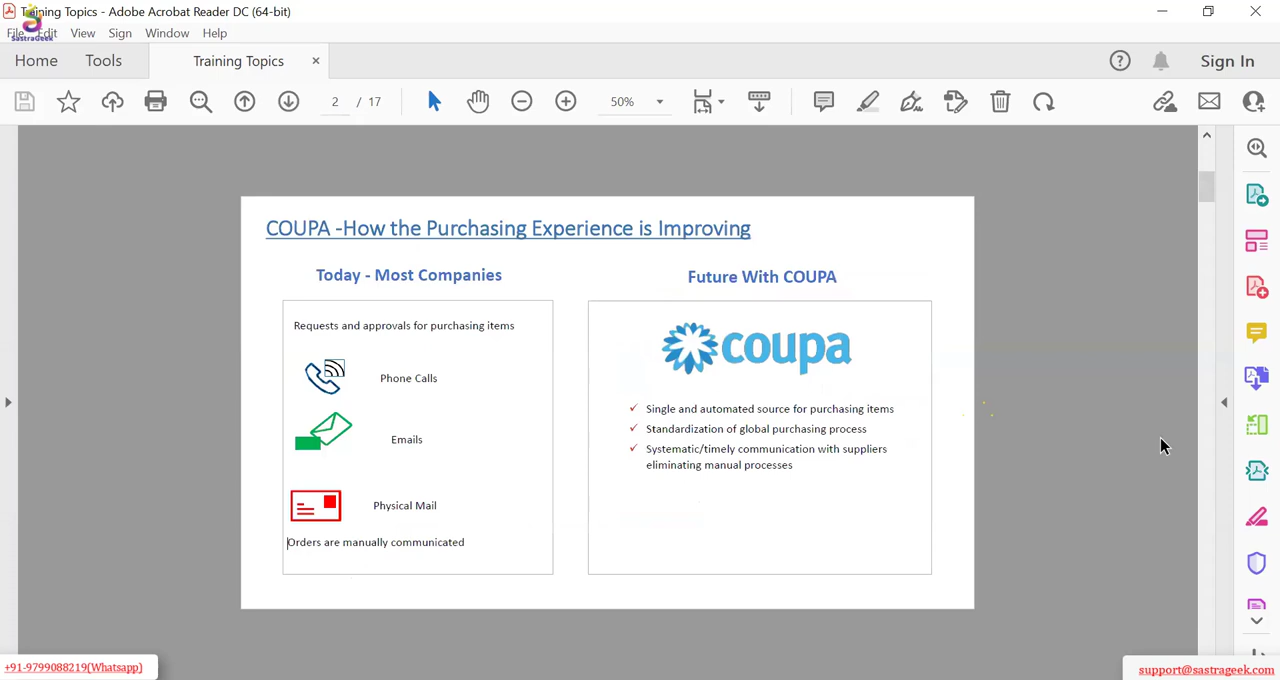 Training Topics - Adobe Acrobat Reader DC (64-bit)
SastraGeek
File Edit View Sign Window Help
Home Tools Training Topics × Sign In
2 / 17 50%
COUPA -How the Purchasing Experience is Improving
Today - Most Companies
Requests and approvals for purchasing items
Phone Calls
Emails
Physical Mail
Orders are manually communicated
Future With COUPA
coupa
✓ Single and automated source for purchasing items
✓ Standardization of global purchasing process
✓ Systematic/timely communication with suppliers
eliminating manual processes
+91-9799088219(Whatsapp)
support@sastrageek.com